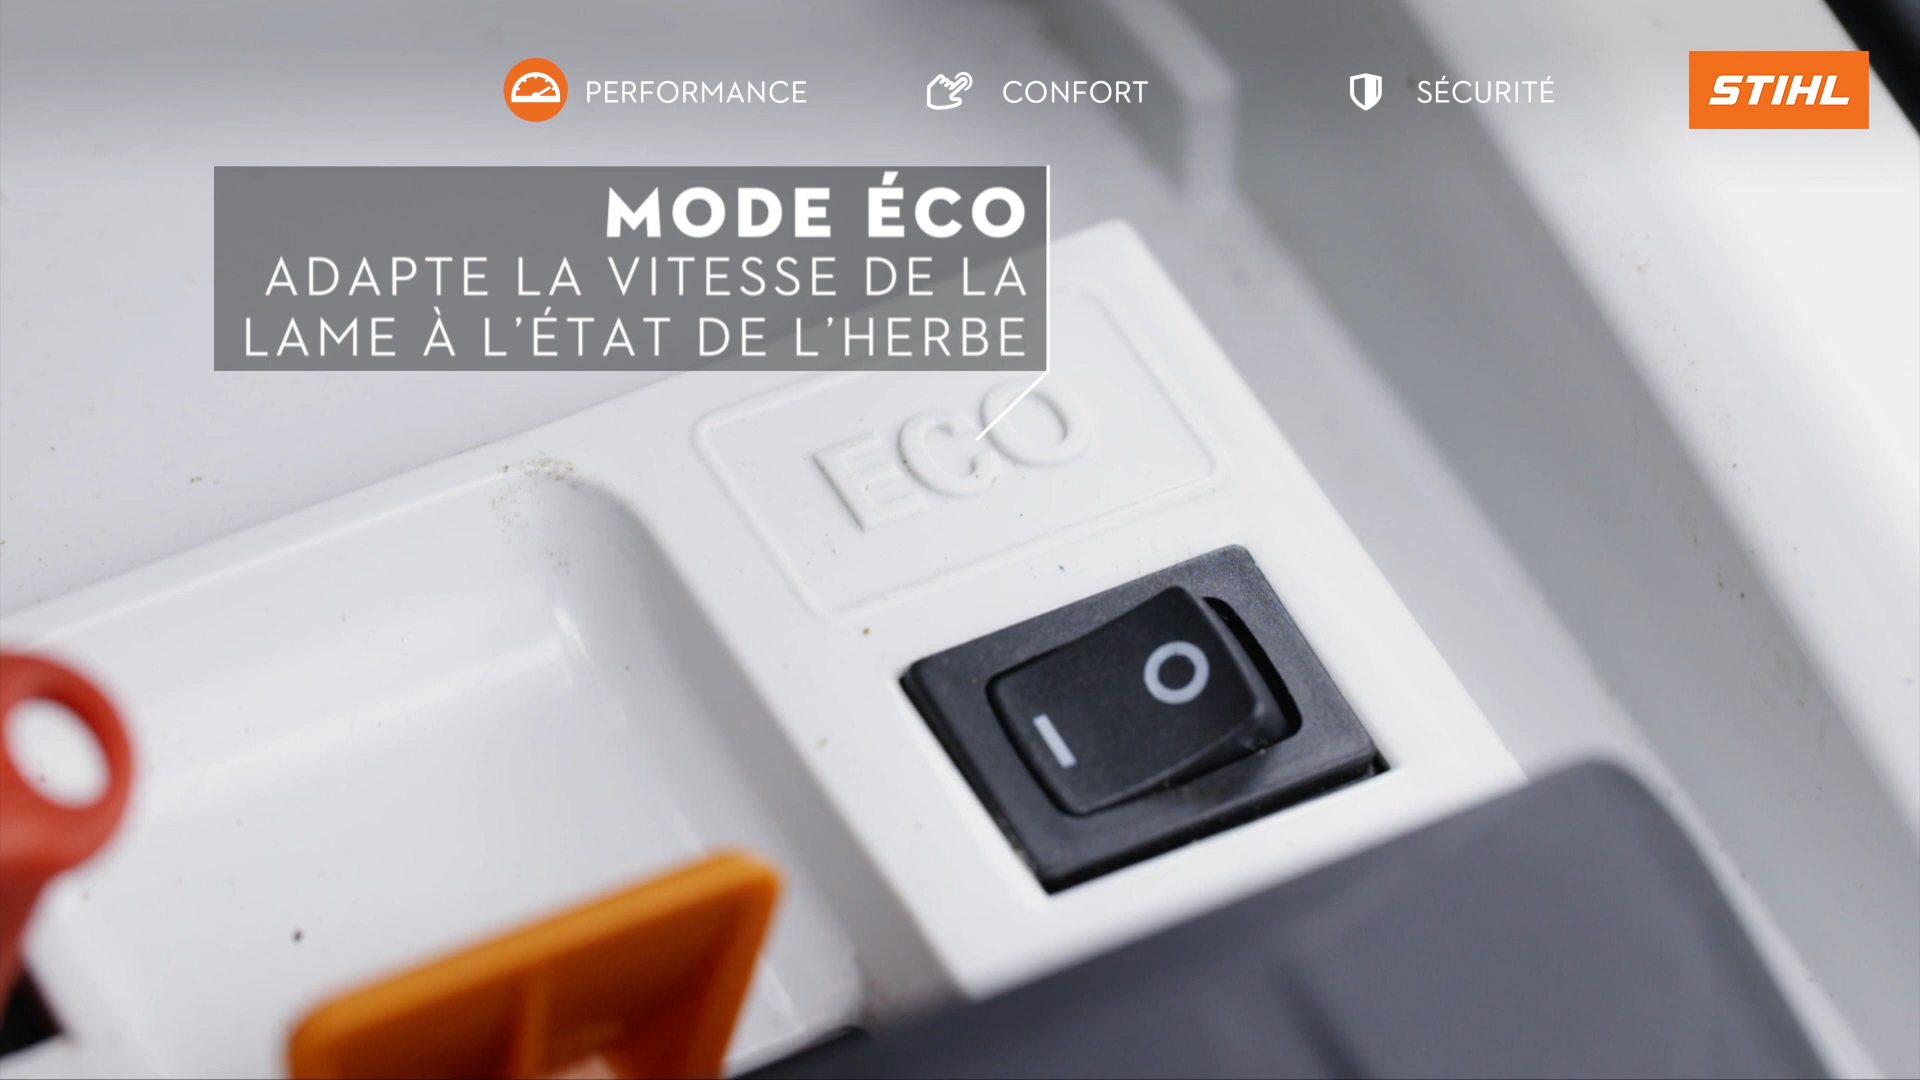 PERFORMANCE
CONFORT
SÉCURITÉ
STIHL
MODE ÉCO
ADAPTE LA VITESSE DE LA
LAME À L'ÉTAT DE L'HERBE
ECO
I O